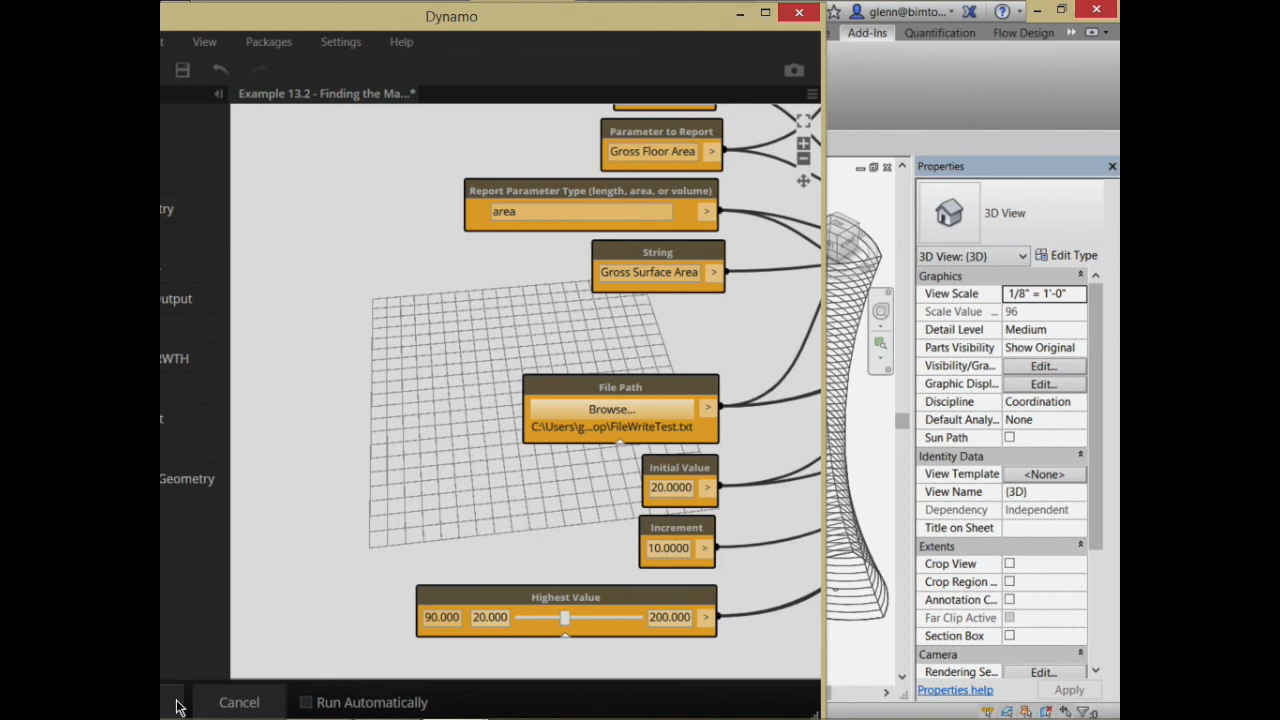 Dynamo
glenn@bimto...
Add-Ins
Quantification
Flow Design
t
View
Packages
Settings
Help
Example 13.2 - Finding the Ma...*
Parameter to Report
Gross Floor Area >
Report Parameter Type (length, area, or volume)
area >
String
Gross Surface Area >
File Path
Browse... >
C:\Users\g...op\FileWriteTest.txt
Initial Value
20.0000 >
Increment
10.0000 >
Highest Value
90.000 20.000 200.000 >
try
utput
WTH
t
Geometry
Cancel
Run Automatically
Properties
3D View
3D View: {3D}
Edit Type
Graphics
View Scale 1/8" = 1'-0"
Scale Value ... 96
Detail Level Medium
Parts Visibility Show Original
Visibility/Gra... Edit...
Graphic Displ... Edit...
Discipline Coordination
Default Analy... None
Sun Path
Identity Data
View Template <None>
View Name {3D}
Dependency Independent
Title on Sheet
Extents
Crop View
Crop Region ...
Annotation C...
Far Clip Active
Section Box
Camera
Rendering Se... Edit...
Properties help
Apply
:0